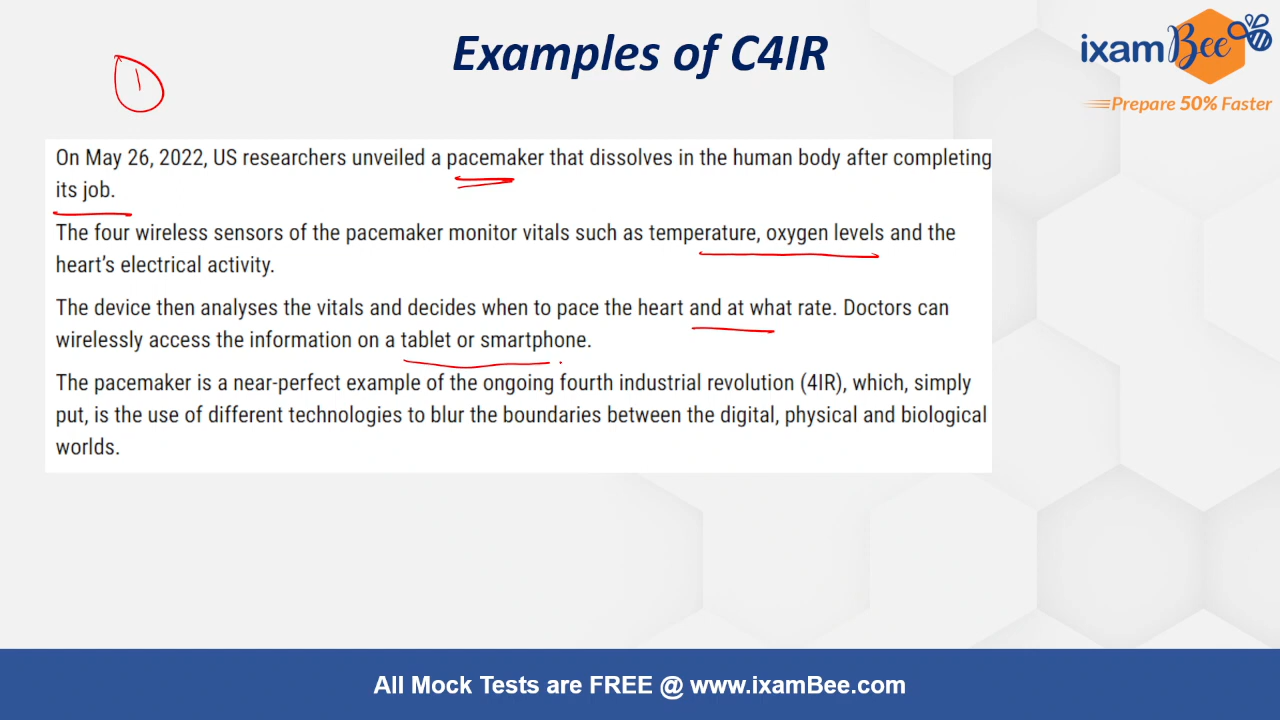 Examples of C4IR
ixamBee
Prepare 50% Faster
1
On May 26, 2022, US researchers unveiled a pacemaker that dissolves in the human body after completing
its job.
The four wireless sensors of the pacemaker monitor vitals such as temperature, oxygen levels and the
heart's electrical activity.
The device then analyses the vitals and decides when to pace the heart and at what rate. Doctors can
wirelessly access the information on a tablet or smartphone.
The pacemaker is a near-perfect example of the ongoing fourth industrial revolution (4IR), which, simply
put, is the use of different technologies to blur the boundaries between the digital, physical and biological
worlds.
All Mock Tests are FREE @ www.ixamBee.com